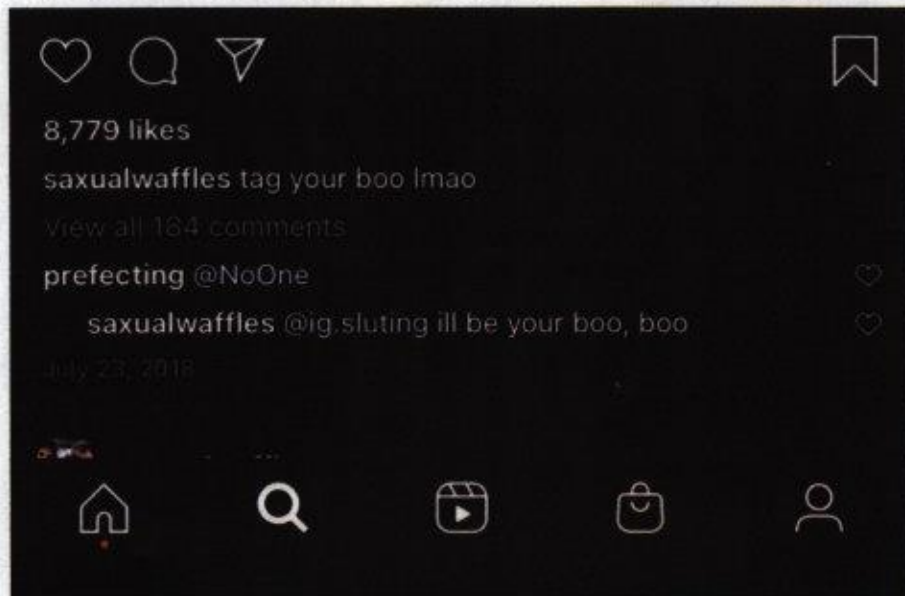 8,779 likes
saxualwaffles tag your boo lmao
View all 184 comments
prefecting @NoOne
saxualwaffles @ig.sluting ill be your boo, boo
July 23, 2018